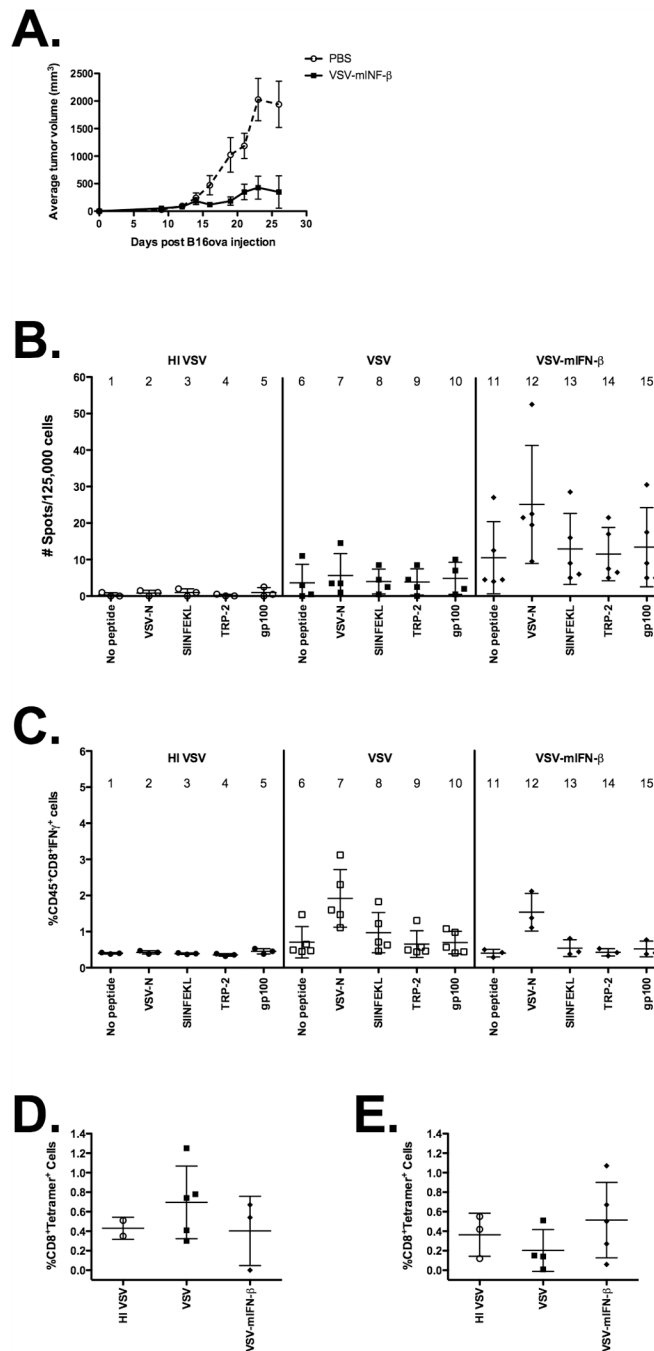 A.
PBS
VSV-mINF-β
2500
2000
1500
1000
500
0
Average tumor volume (mm³)
0 5 10 15 20 25 30
Days post B16ova injection
B.
HI VSV VSV VSV-mIFN-β
60
50
40
30
20
10
0
1 2 3 4 5 6 7 8 9 10 11 12 13 14 15
# Spots/125,000 cells
No peptide VSV-N SIINFEKL TRP-2 gp100 No peptide VSV-N SIINFEKL TRP-2 gp100 No peptide VSV-N SIINFEKL TRP-2 gp100
C.
HI VSV VSV VSV-mIFN-β
6
5
4
3
2
1
0
1 2 3 4 5 6 7 8 9 10 11 12 13 14 15
%CD45⁺CD8⁺IFNγ⁺ cells
No peptide VSV-N SIINFEKL TRP-2 gp100 No peptide VSV-N SIINFEKL TRP-2 gp100 No peptide VSV-N SIINFEKL TRP-2 gp100
D.
1.4
1.2
1.0
0.8
0.6
0.4
0.2
0.0
%CD8⁺Tetramer⁺ Cells
HI VSV VSV VSV-mIFN-β
E.
1.4
1.2
1.0
0.8
0.6
0.4
0.2
0.0
%CD8⁺Tetramer⁺ Cells
HI VSV VSV VSV-mIFN-β